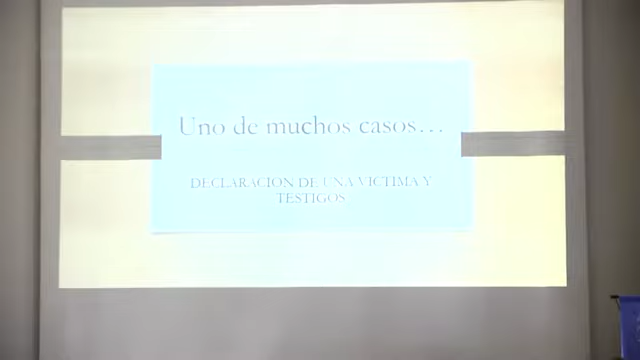 Uno de muchos casos...
DECLARACION DE UNA VICTIMA Y
TESTIGOS